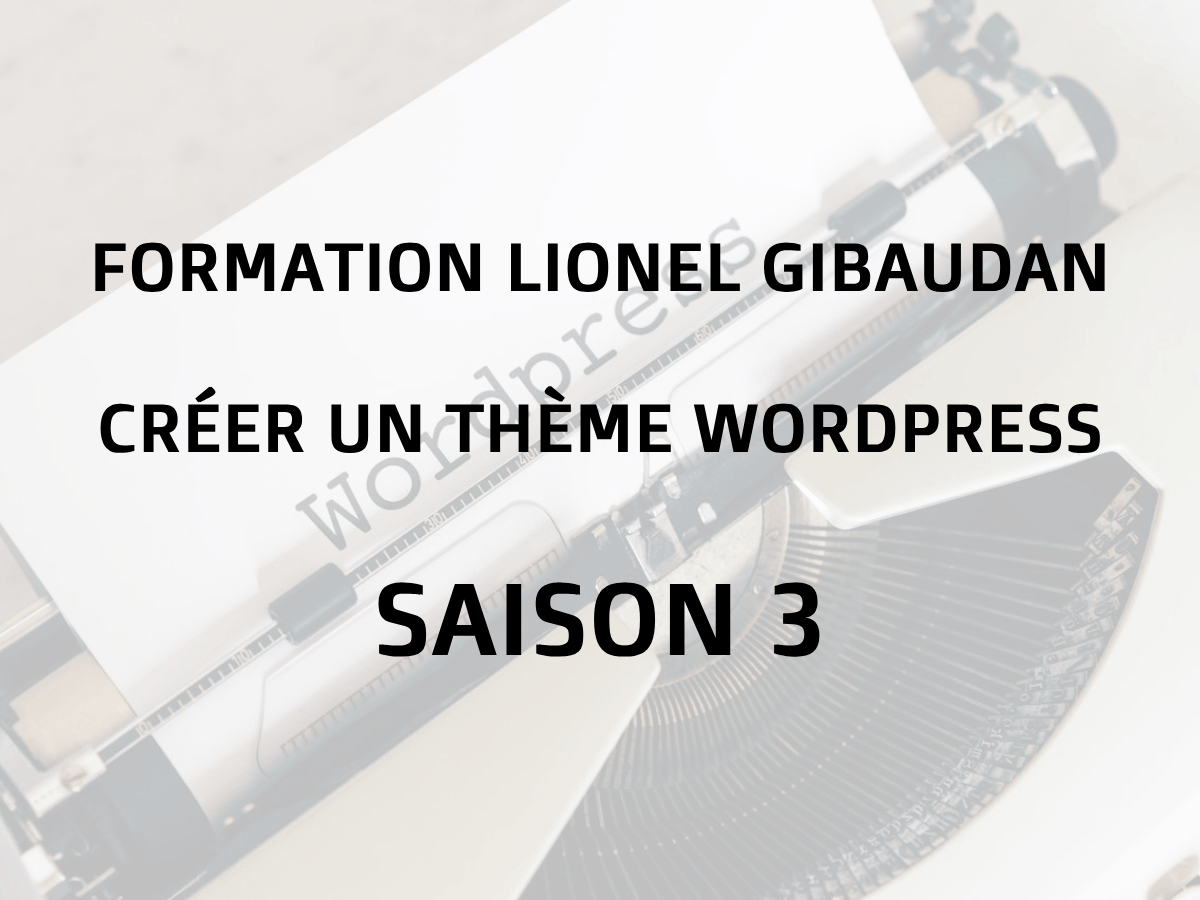 FORMATION LIONEL GIBAUDAN
Wordpress
CRÉER UN THÈME WORDPRESS
SAISON 3